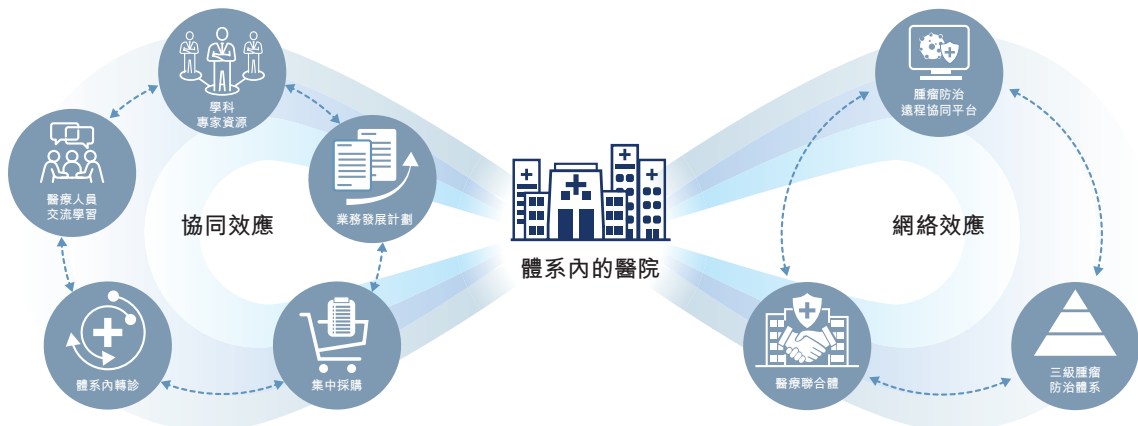 學科
專家資源
醫療人員
交流學習
業務發展計劃
協同效應
體系內轉診
集中採購
體系內的醫院
腫瘤防治
遠程協同平台
網絡效應
醫療聯合體
三級腫瘤
防治體系